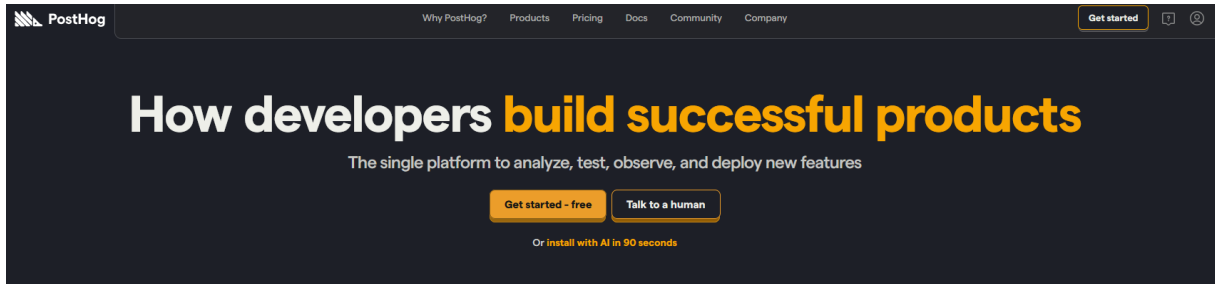 PostHog
Why PostHog? Products Pricing Docs Community Company
Get started
How developers build successful products
The single platform to analyze, test, observe, and deploy new features
Get started - free
Talk to a human
Or install with AI in 90 seconds